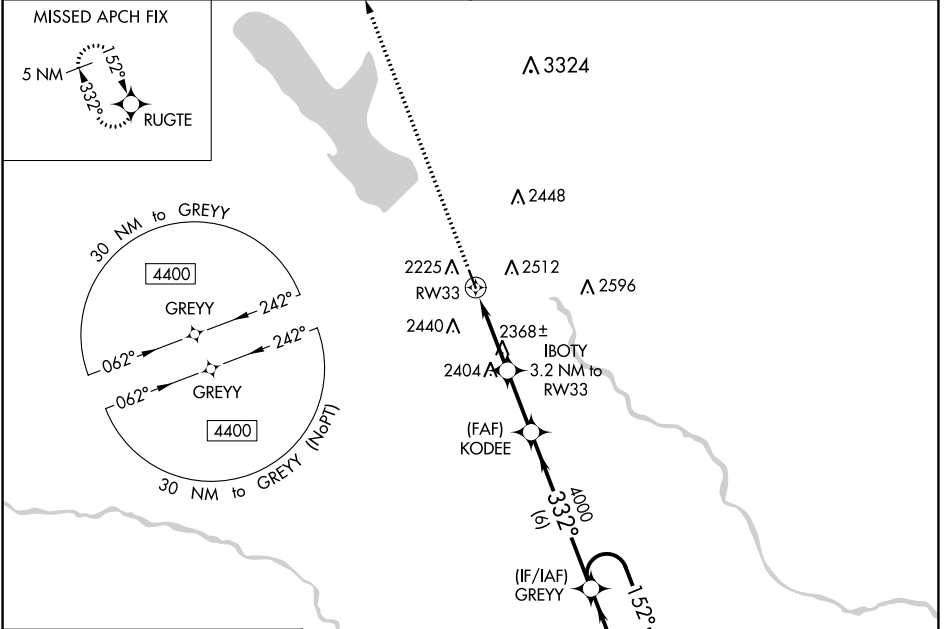 MISSED APCH FIX
5 NM
152°
332°
RUGTE
3324
2448
30 NM to GREYY
4400
GREYY
242°
062°
242°
062°
GREYY
4400
30 NM to GREYY (NoPT)
2225
2512
RW33
2596
2440
2368±
IBOTY
2404
3.2 NM to
RW33
(FAF)
KODEE
4000
332°
(6)
(IF/IAF)
GREYY
152°